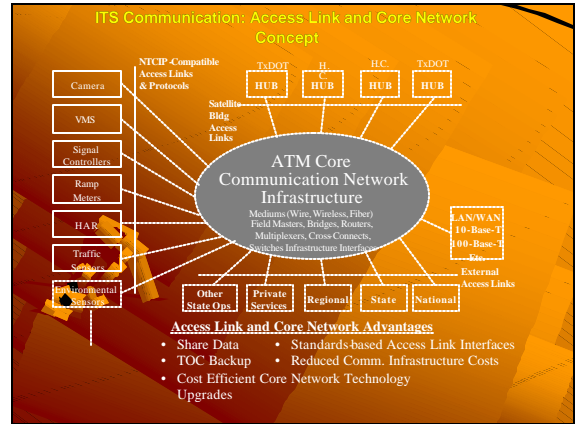 ITS Communication: Access Link and Core Network
Concept
NTCIP-Compatible
Access Links
& Protocols
Camera
VMS
Signal
Controllers
Ramp
Meters
HAR
Traffic
Sensors
Environmental
Sensors
TxDOT
HUB
H.
C.
HUB
H.C.
HUB
TxDOT
HUB
Satellite
Bldg
Access
Links
ATM Core
Communication Network
Infrastructure
Mediums (Wire, Wireless, Fiber)
Field Masters, Bridges, Routers,
Multiplexers, Cross-Connects,
Switches Infrastructure Interfaces
LAN/WAN
10-Base-T
100-Base-T
Etc.
External
Access Links
Other
State Ops
Private
Services
Regional
State
National
Access Link and Core Network Advantages
• Share Data
• Standards-based Access Link Interfaces
• TOC Backup
• Reduced Comm. Infrastructure Costs
• Cost Efficient Core Network Technology
Upgrades